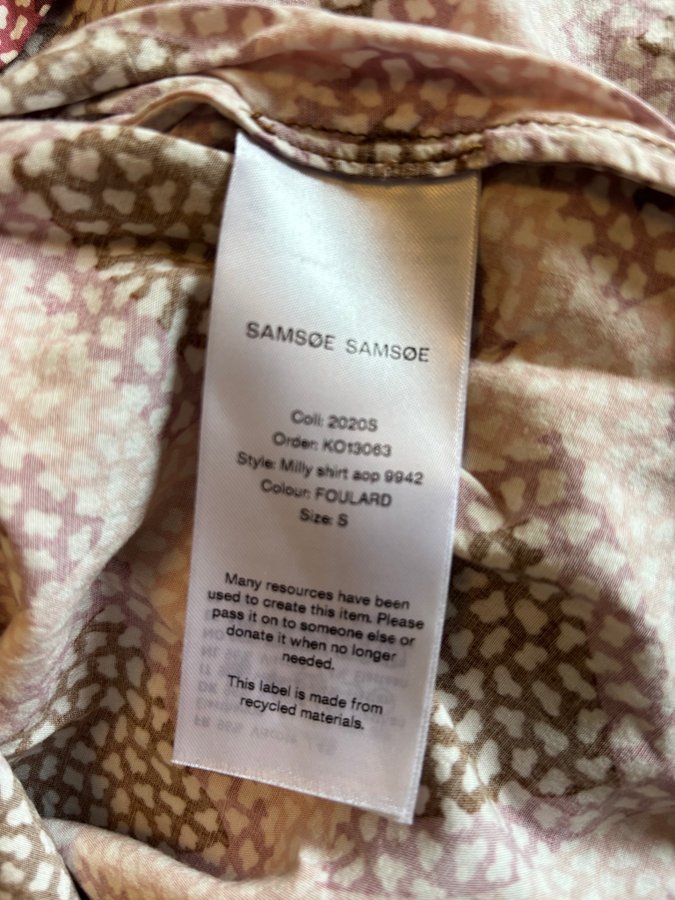 SAMSØE SAMSØE
Coll: 2020S
Order: KO13063
Style: Milly shirt aop 9942
Colour: FOULARD
Size: S
Many resources have been
used to create this item. Please
pass it on to someone else or
donate it when no longer
needed.
This label is made from
recycled materials.